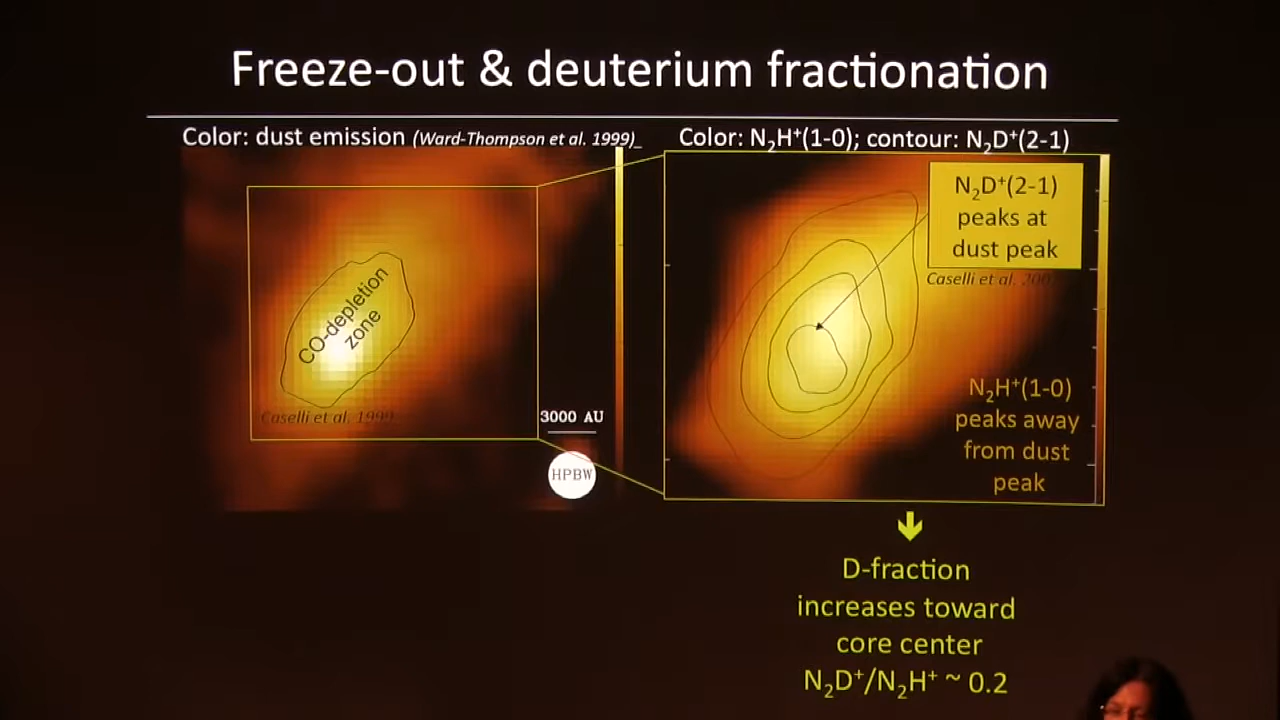 Freeze-out & deuterium fractionation
Color: dust emission (Ward-Thompson et al. 1999)
Color: N₂H⁺(1-0); contour: N₂D⁺(2-1)
CO-depletion
zone
Caselli et al. 1999
3000 AU
HPBW
N₂D⁺(2-1)
peaks at
dust peak
Caselli et al.
N₂H⁺(1-0)
peaks away
from dust
peak
D-fraction
increases toward
core center
N₂D⁺/N₂H⁺ ~ 0.2